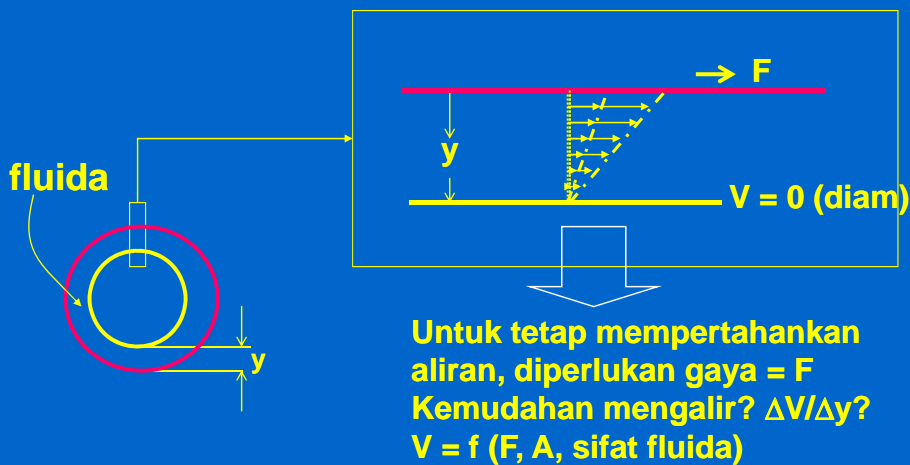 F
y
fluida
V = 0 (diam)
y
Untuk tetap mempertahankan
aliran, diperlukan gaya = F
Kemudahan mengalir? ΔV/Δy?
V = f (F, A, sifat fluida)